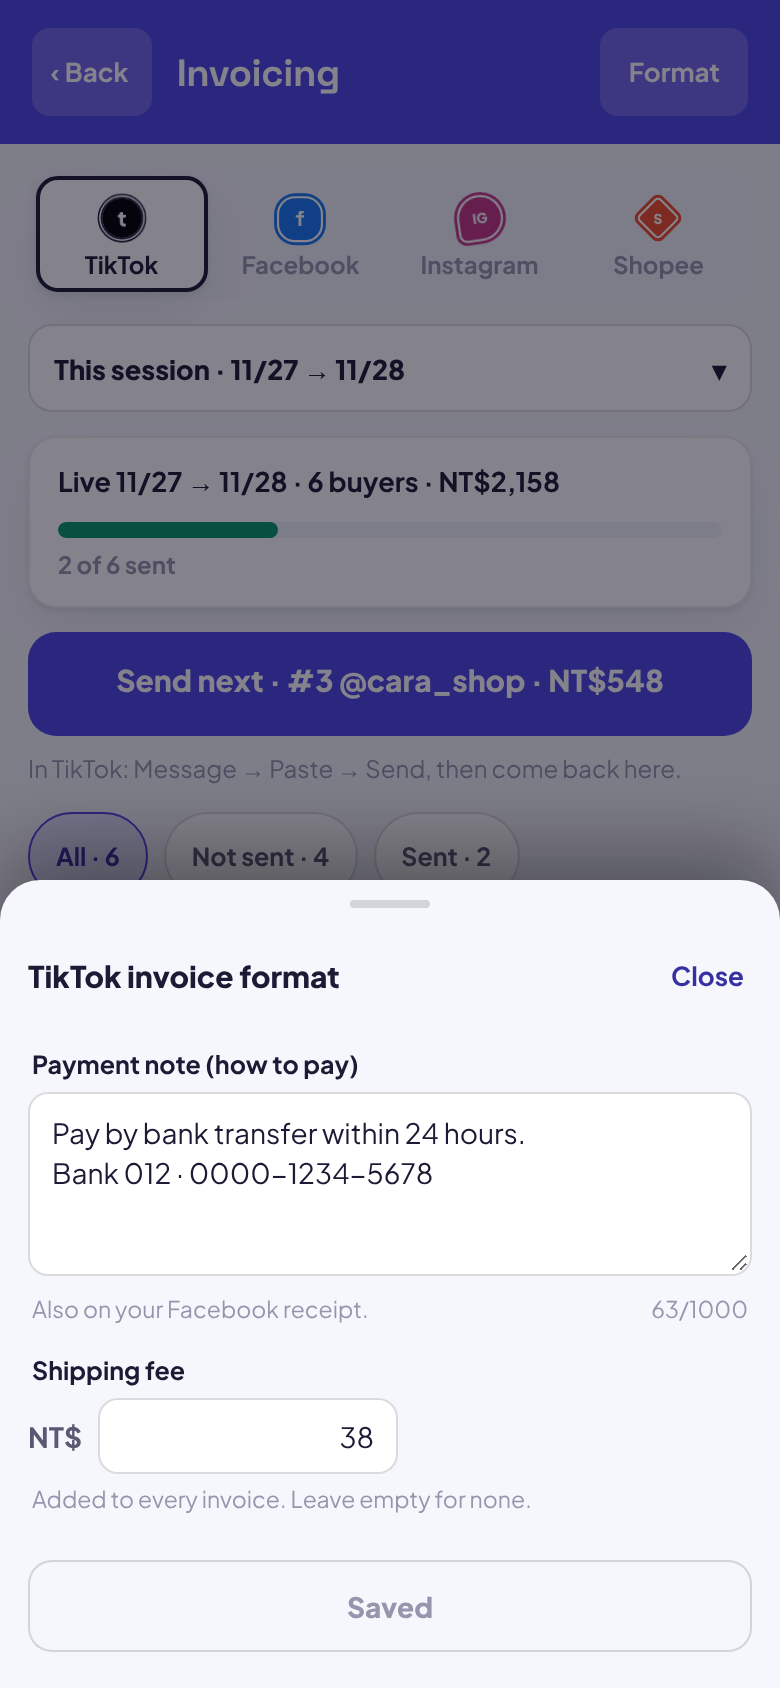 ‹ Back
Invoicing
Format
t
TikTok
f
Facebook
IG
Instagram
S
Shopee
This session · 11/27 → 11/28
▼
Live 11/27 → 11/28 · 6 buyers · NT$2,158
2 of 6 sent
Send next · #3 @cara_shop · NT$548
In TikTok: Message → Paste → Send, then come back here.
All · 6
Not sent · 4
Sent · 2
TikTok invoice format
Close
Payment note (how to pay)
Pay by bank transfer within 24 hours.
Bank 012 · 0000-1234-5678
Also on your Facebook receipt.
63/1000
Shipping fee
NT$
38
Added to every invoice. Leave empty for none.
Saved